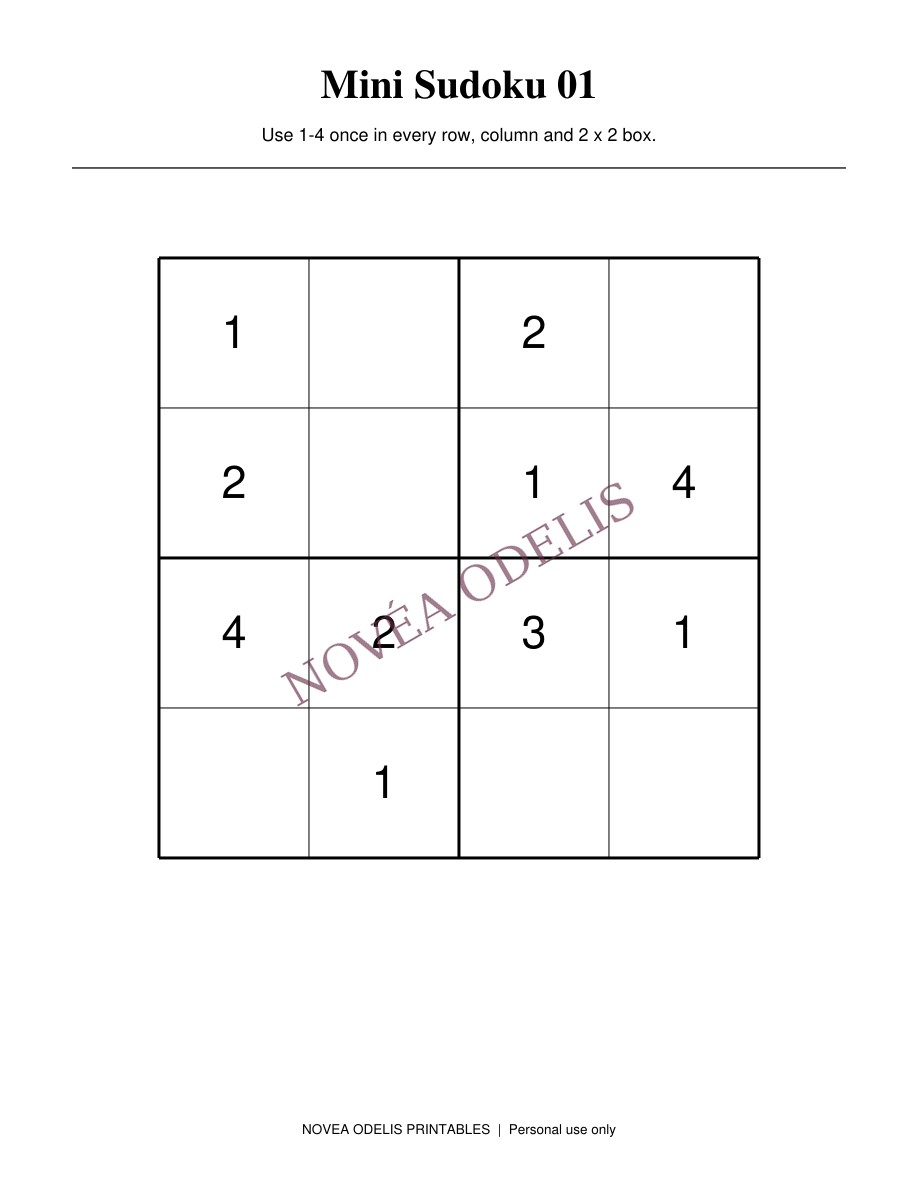 Mini Sudoku 01
Use 1-4 once in every row, column and 2 x 2 box.
1 2
2 1 4
4 2 3 1
1
NOVÉA ODELIS
NOVEA ODELIS PRINTABLES | Personal use only